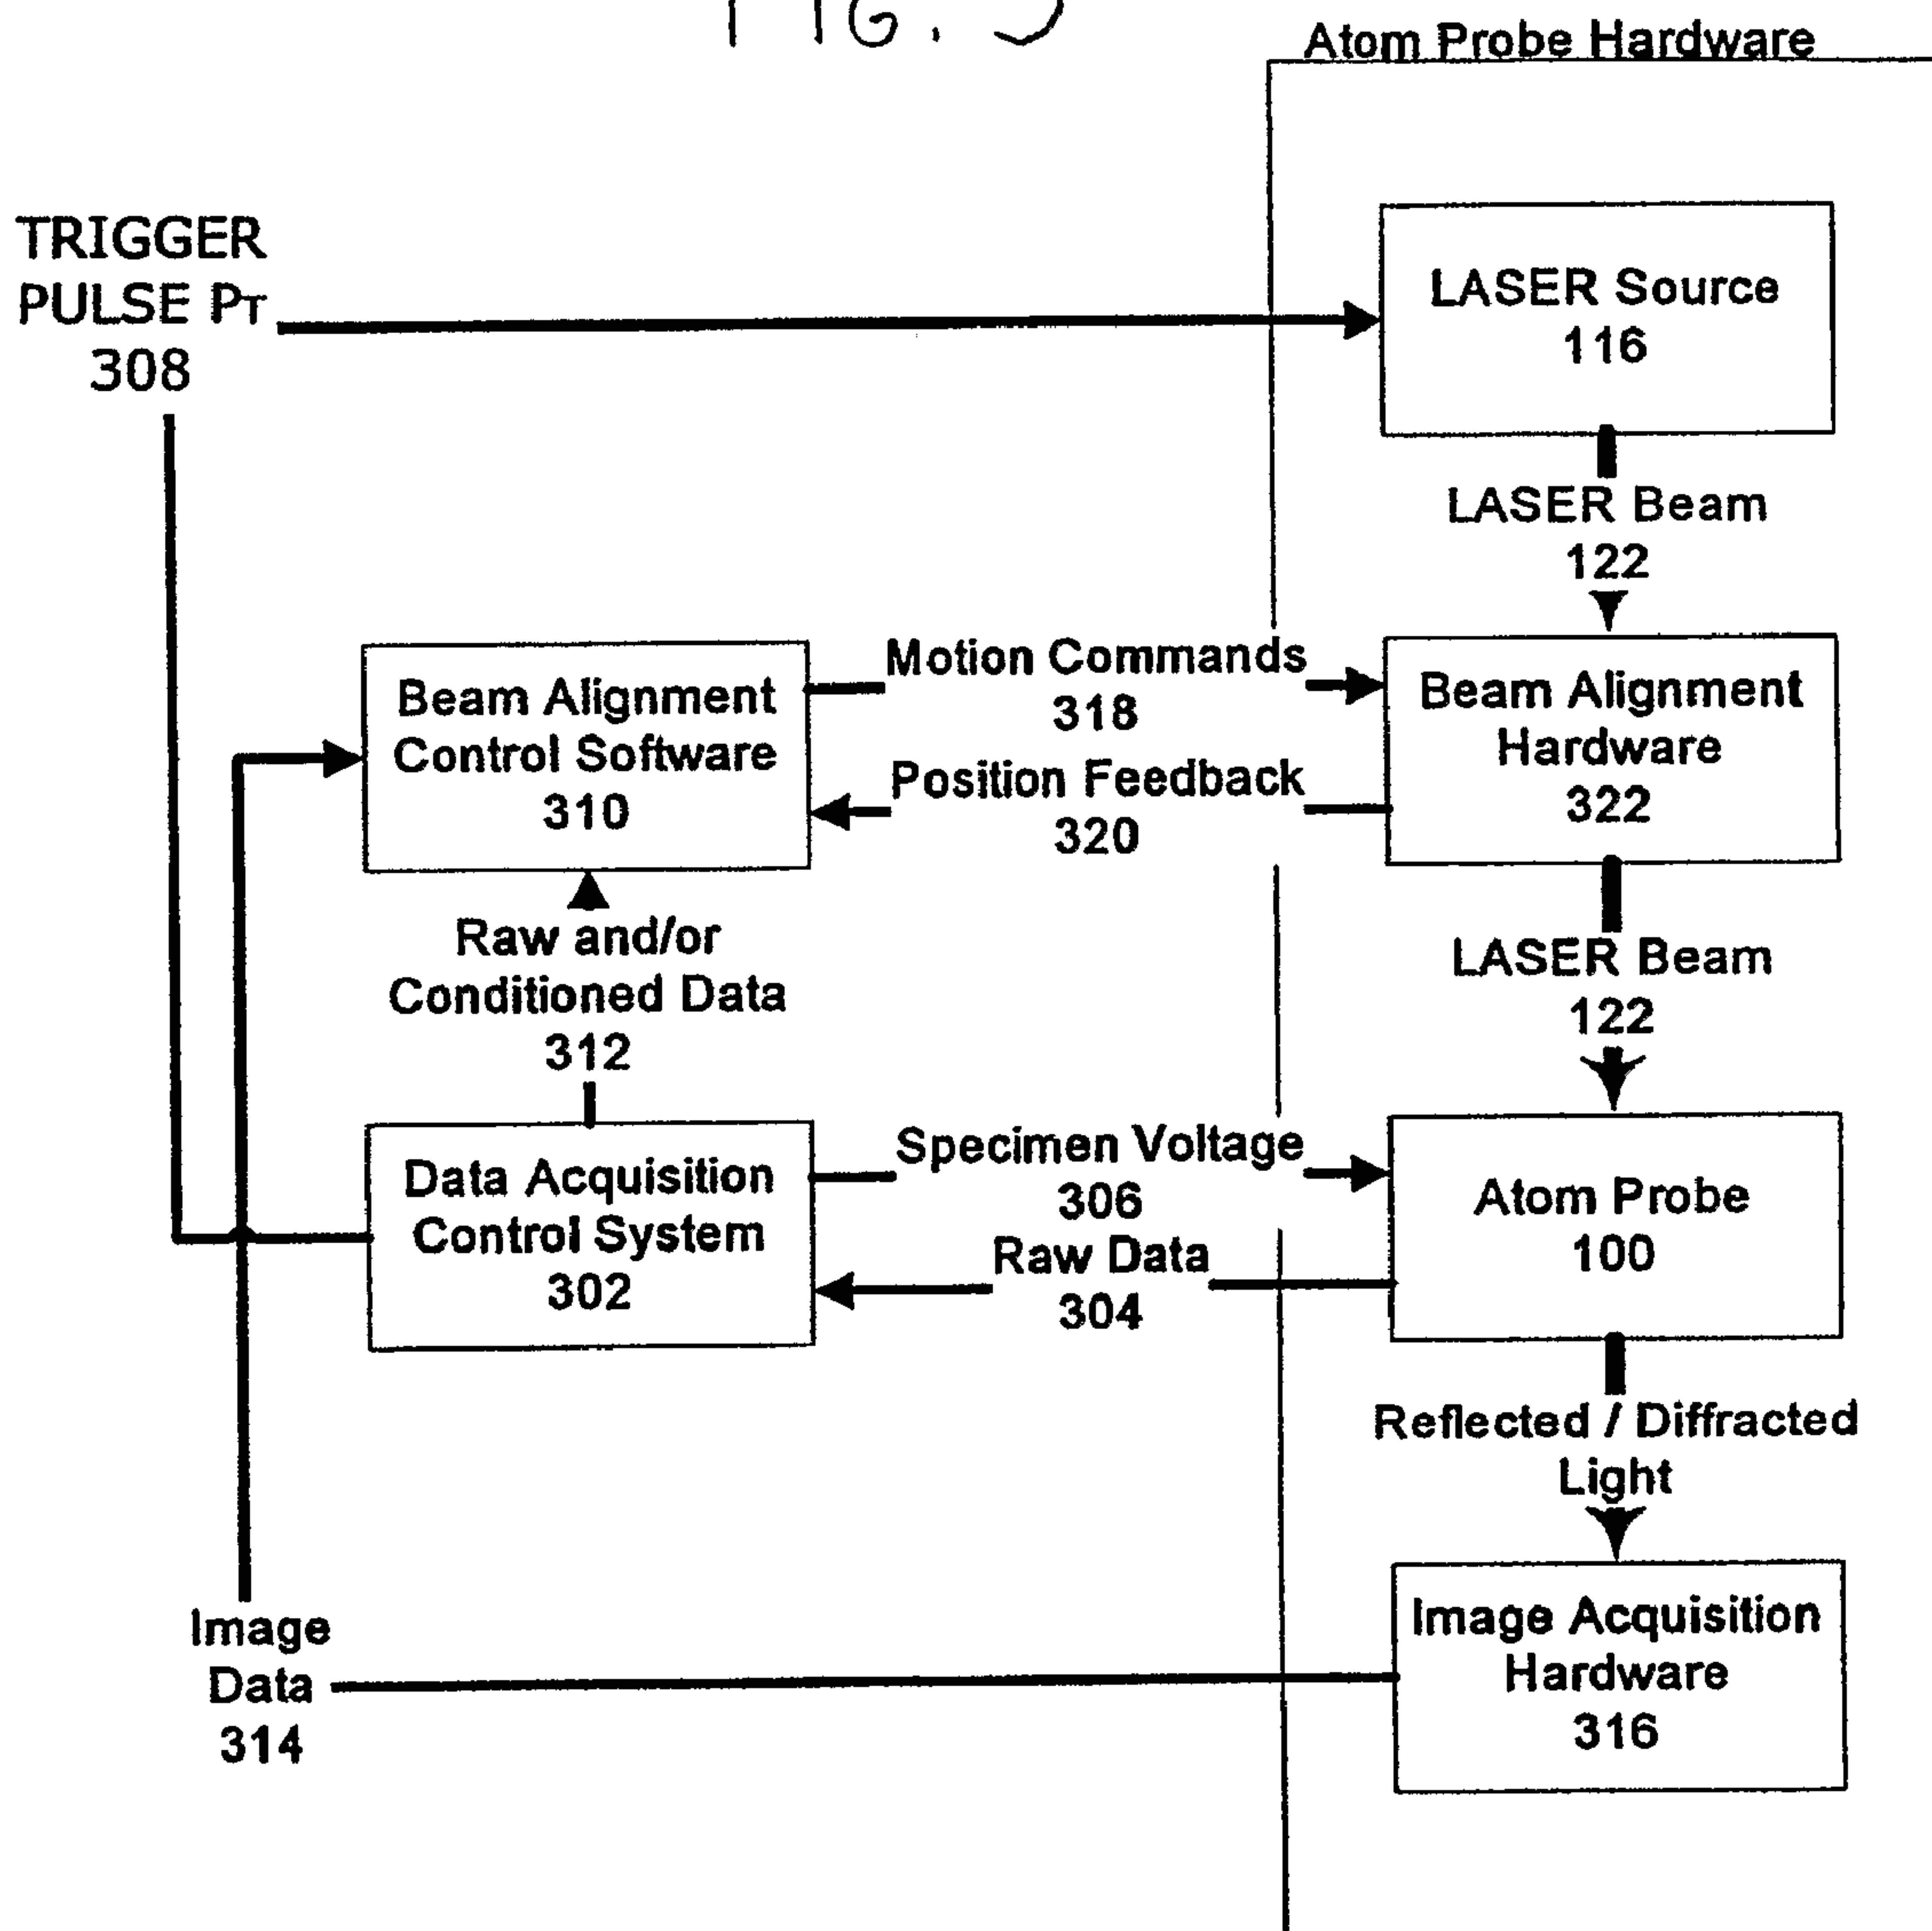 FIG.
Atom Probe Hardware
TRIGGER
PULSE PT
308
LASER Source
116
LASER Beam
122
Beam Alignment
Control Software
310
Motion Commands
318
Position Feedback
320
Beam Alignment
Hardware
322
Raw and/or
Conditioned Data
312
LASER Beam
122
Data Acquisition
Control System
302
Specimen Voltage
306
Raw Data
304
Atom Probe
100
Reflected / Diffracted
Light
Image
Data
314
Image Acquisition
Hardware
316